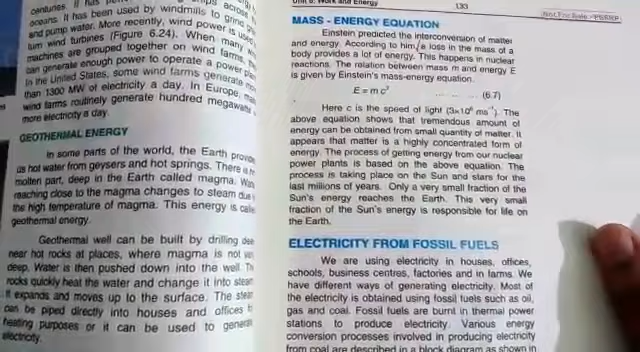 centuries. It has
oceans. It has been used by windmills to grind
and pump water. More recently, wind power is used
turn wind turbines (Figure 6.24). When many
machines are grouped together on wind farms,
can generate enough power to operate a power
In the United States, some wind farms generate
than 1300 MW of electricity a day. In Europe,
wind farms routinely generate hundred megawatts
more electricity a day.
GEOTHERMAL ENERGY
In some parts of the world, the Earth
us hot water from geysers and hot springs. There is
molten part, deep in the Earth called magma.
reaching close to the magma changes to steam
the high temperature of magma. This energy is
geothermal energy.
Geothermal well can be built by drilling
near hot rocks at places, where magma is not
deep. Water is then pushed down into the well.
rocks quickly heat the water and change it into steam
It expands and moves up to the surface. The
can be piped directly into houses and offices
heating purposes or it can be used to
electricity.
Unit 6: Work and Energy 133
MASS - ENERGY EQUATION
Einstein predicted the interconversion of matter
and energy. According to him, a loss in the mass of a
body provides a lot of energy. This happens in nuclear
reactions. The relation between mass m and energy E
is given by Einstein's mass-energy equation.
E = m c² ... ... ... (6.7)
Here c is the speed of light (3×10⁸ ms⁻¹). The
above equation shows that tremendous amount of
energy can be obtained from small quantity of matter. It
appears that matter is a highly concentrated form of
energy. The process of getting energy from our nuclear
power plants is based on the above equation. The
process is taking place on the Sun and stars for the
last millions of years. Only a very small fraction of the
Sun's energy reaches the Earth. This very small
fraction of the Sun's energy is responsible for life on
the Earth.
ELECTRICITY FROM FOSSIL FUELS
We are using electricity in houses, offices,
schools, business centres, factories and in farms. We
have different ways of generating electricity. Most of
the electricity is obtained using fossil fuels such as oil,
gas and coal. Fossil fuels are burnt in thermal power
stations to produce electricity. Various energy
conversion processes involved in producing electricity
from coal are described in a block diagram as shown in